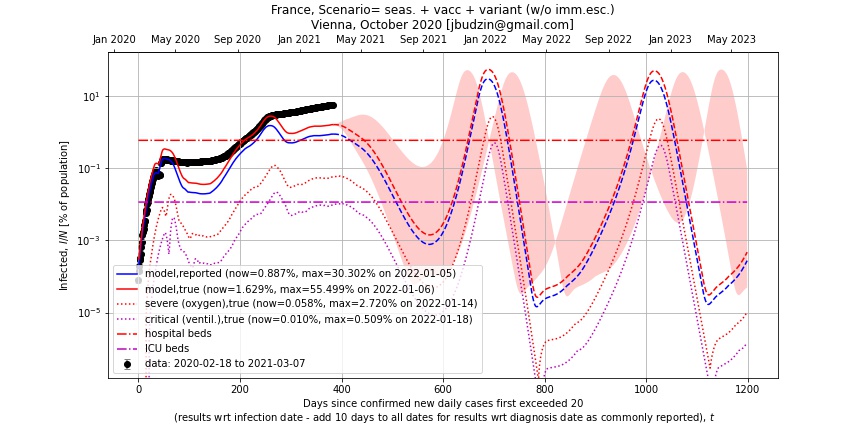 France, Scenario= seas. + vacc + variant (w/o imm.esc.)
Vienna, October 2020 [jbudzin@gmail.com]
Jan 2020 May 2020 Sep 2020 Jan 2021 May 2021 Sep 2021 Jan 2022 May 2022 Sep 2022 Jan 2023 May 2023
Infected, I/N [% of population]
10¹
10⁻¹
10⁻³
10⁻⁵
model,reported (now=0.887%, max=30.302% on 2022-01-05)
model,true (now=1.629%, max=55.499% on 2022-01-06)
severe (oxygen),true (now=0.058%, max=2.720% on 2022-01-14)
critical (ventil.),true (now=0.010%, max=0.509% on 2022-01-18)
hospital beds
ICU beds
data: 2020-02-18 to 2021-03-07
0 200 400 600 800 1000 1200
Days since confirmed new daily cases first exceeded 20
(results wrt infection date - add 10 days to all dates for results wrt diagnosis date as commonly reported), t